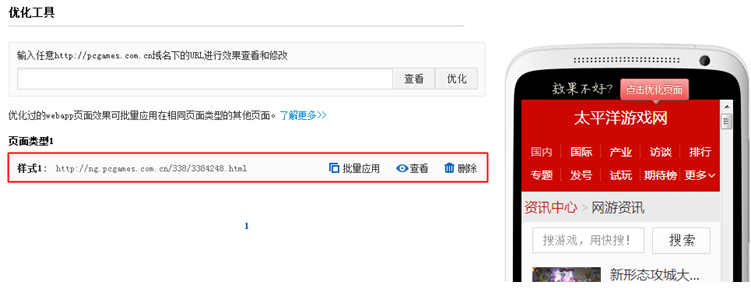 优化工具
输入任意http://pcgames.com.cn域名下的URL进行效果查看和修改
查看 优化
优化过的webapp页面效果可批量应用在相同页面类型的其他页面。了解更多>>
页面类型1
样式1: http://ng.pcgames.com.cn/338/3384248.html 批量应用 查看 删除
1
效果不好? 点击优化页面
太平洋游戏网
国内 国际 产业 访谈 排行
专题 发号 试玩 期待榜 更多
资讯中心 > 网游资讯
搜游戏，用快搜! 搜索
新形态攻城大...